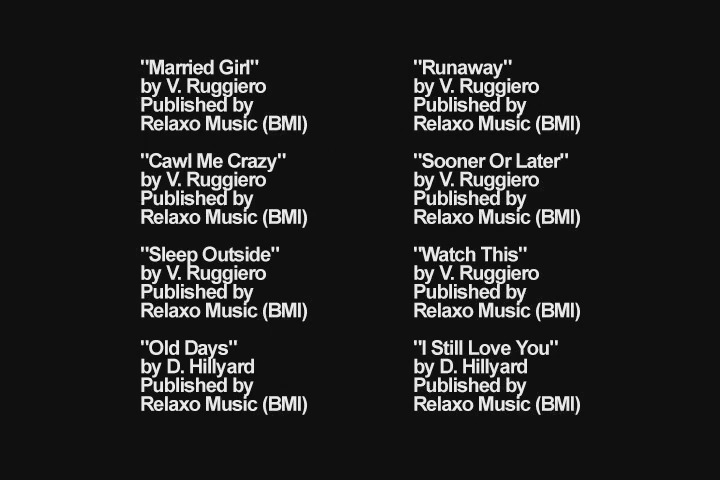 "Married Girl"
by V. Ruggiero
Published by
Relaxo Music (BMI)
"Cawl Me Crazy"
by V. Ruggiero
Published by
Relaxo Music (BMI)
"Sleep Outside"
by V. Ruggiero
Published by
Relaxo Music (BMI)
"Old Days"
by D. Hillyard
Published by
Relaxo Music (BMI)
"Runaway"
by V. Ruggiero
Published by
Relaxo Music (BMI)
"Sooner Or Later"
by V. Ruggiero
Published by
Relaxo Music (BMI)
"Watch This"
by V. Ruggiero
Published by
Relaxo Music (BMI)
"I Still Love You"
by D. Hillyard
Published by
Relaxo Music (BMI)